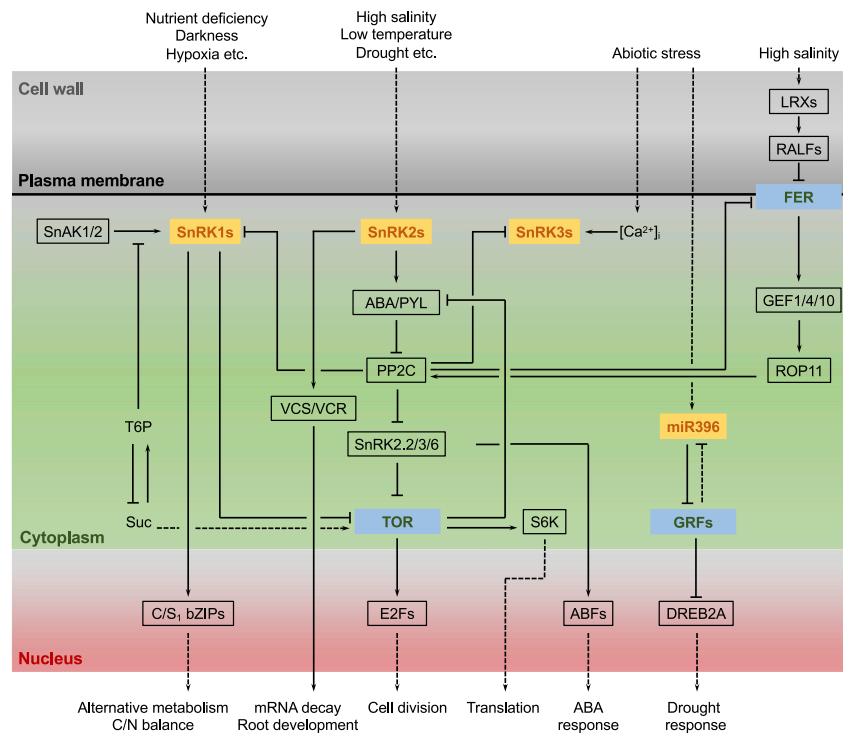 Nutrient deficiency
Darkness
Hypoxia etc.
High salinity
Low temperature
Drought etc.
Abiotic stress
High salinity
Cell wall
LRXs
RALFs
Plasma membrane
FER
SnAK1/2
SnRK1s
SnRK2s
SnRK3s
[Ca²⁺]ᵢ
ABA/PYL
GEF1/4/10
PP2C
ROP11
VCS/VCR
T6P
miR396
SnRK2.2/3/6
Suc
TOR
S6K
GRFs
Cytoplasm
C/S₁ bZIPs
E2Fs
ABFs
DREB2A
Nucleus
Alternative metabolism
C/N balance
mRNA decay
Root development
Cell division
Translation
ABA
response
Drought
response